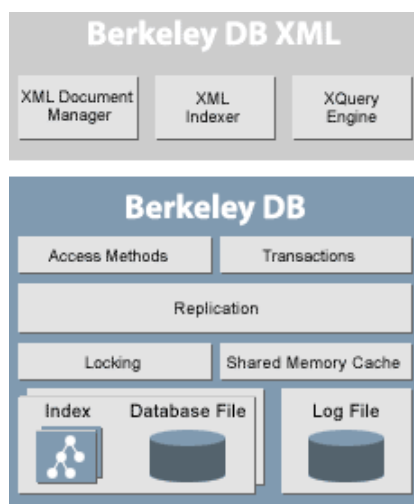 Berkeley DB XML
XML Document
Manager
XML
Indexer
XQuery
Engine
Berkeley DB
Access Methods
Transactions
Replication
Locking
Shared Memory Cache
Index
Database File
Log File